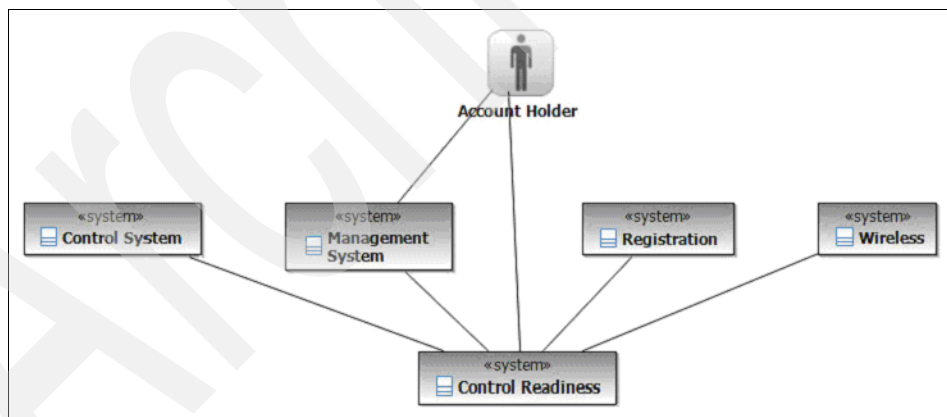 Account Holder
«system»
Control System
«system»
Management
System
«system»
Registration
«system»
Wireless
«system»
Control Readiness